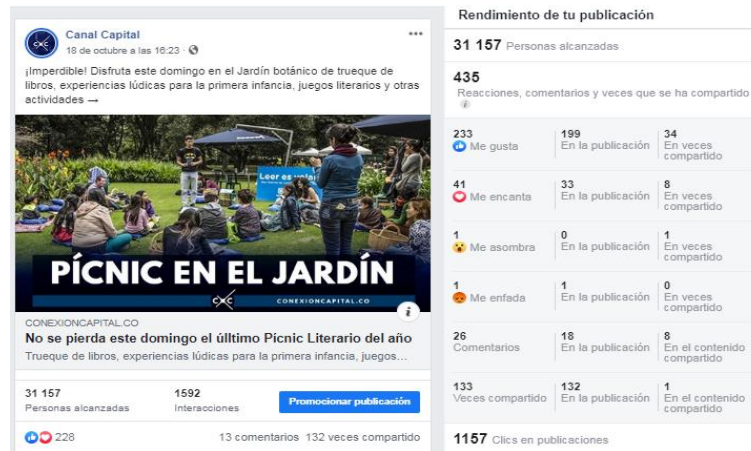 Canal Capital
18 de octubre a las 16:23 ·
¡Imperdible! Disfruta este domingo en el Jardín botánico de trueque de
libros, experiencias lúdicas para la primera infancia, juegos literarios y otras
actividades →
Leer es volar
PÍCNIC EN EL JARDÍN
CXC CONEXIONCAPITAL.CO
CONEXIONCAPITAL.CO
No se pierda este domingo el úlltimo Pícnic Literario del año
Trueque de libros, experiencias lúdicas para la primera infancia, juegos...
31 157 1592
Personas alcanzadas Interacciones Promocionar publicación
228 13 comentarios 132 veces compartido
Rendimiento de tu publicación
31 157 Personas alcanzadas
435
Reacciones, comentarios y veces que se ha compartido
233 199 34
Me gusta En la publicación En veces
compartido
41 33 8
Me encanta En la publicación En veces
compartido
1 0 1
Me asombra En la publicación En veces
compartido
1 1 0
Me enfada En la publicación En veces
compartido
26 18 8
Comentarios En la publicación En el contenido
compartido
133 132 1
Veces compartido En la publicación En el contenido
compartido
1157 Clics en publicaciones